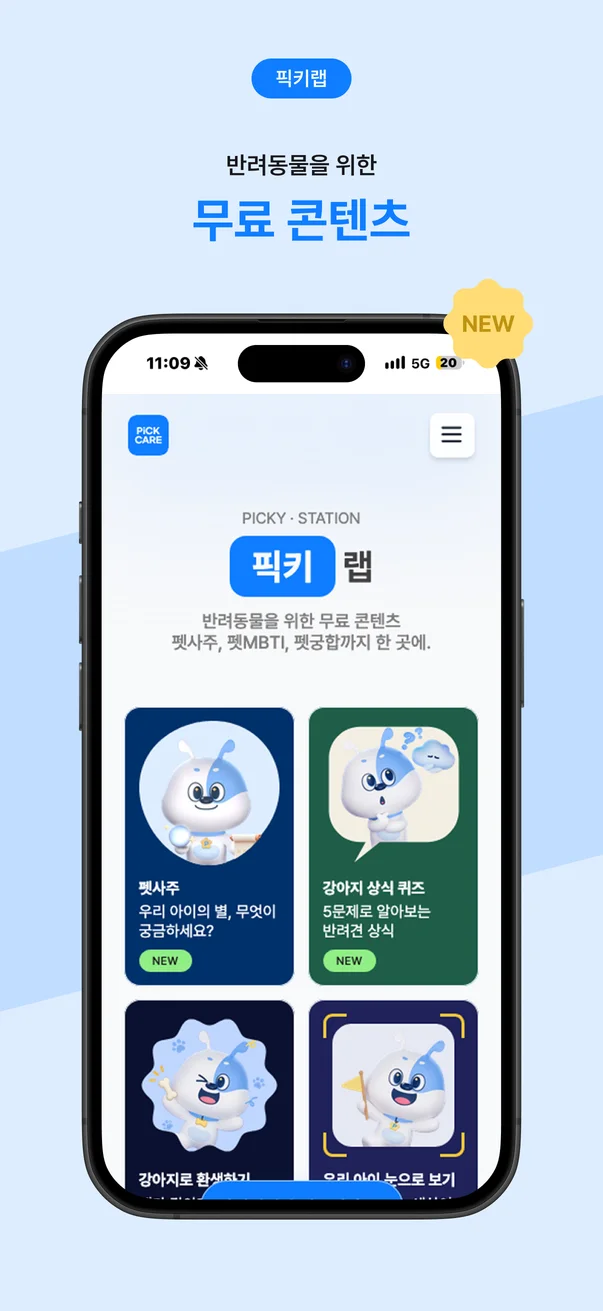 픽키랩
반려동물을 위한
무료 콘텐츠
NEW
11:09 5G 20
PiCK
CARE
PICKY · STATION
픽키 랩
반려동물을 위한 무료 콘텐츠
펫사주, 펫MBTI, 펫궁합까지 한 곳에.
펫사주
우리 아이의 별, 무엇이
궁금하세요?
NEW
강아지 상식 퀴즈
5문제로 알아보는
반려견 상식
NEW
강아지로 환생하기
우리 아이 눈으로 보기